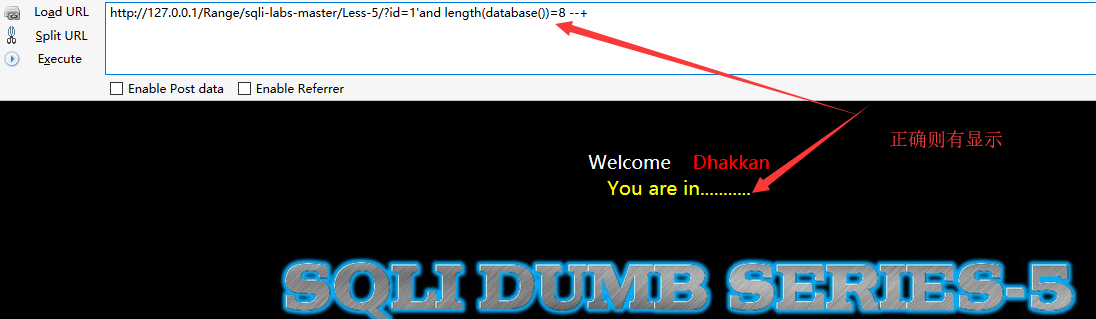 Load URL
http://127.0.0.1/Range/sqli-labs-master/Less-5/?id=1'and length(database())=8 --+
Split URL
Execute
Enable Post data Enable Referrer
正确则有显示
Welcome Dhakkan
You are in...........
SQLI DUMB SERIES-5